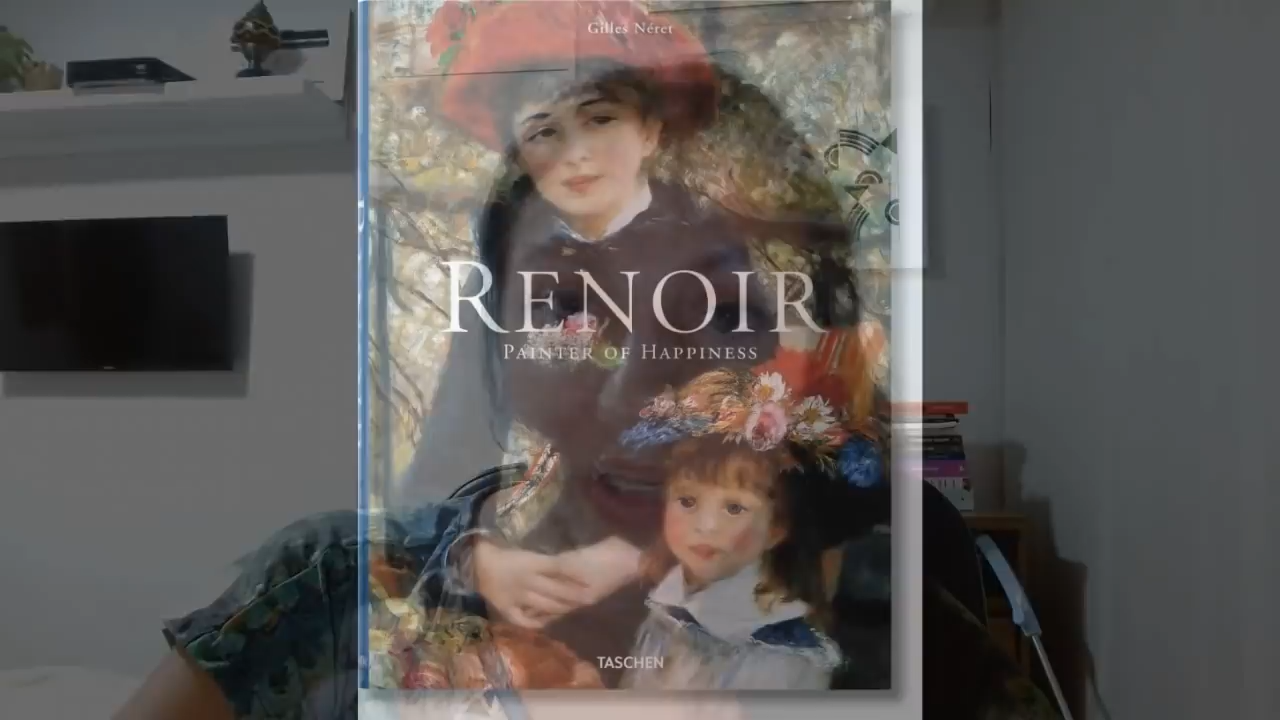 Gilles Néret
RENOIR
PAINTER OF HAPPINESS
TASCHEN